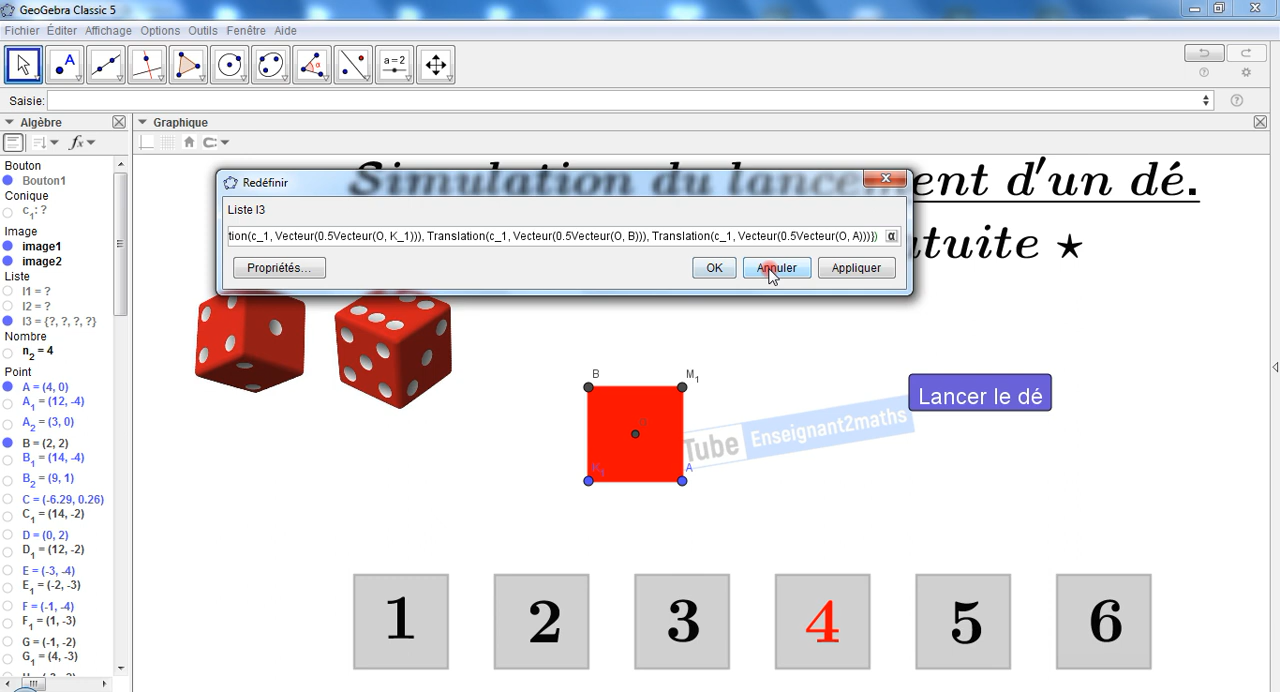 GeoGebra Classic 5
Fichier Éditer Affichage Options Outils Fenêtre Aide
A
α
a=2
Saisie:
Algèbre
Graphique
fx
Bouton
Bouton1
Conique
c₁: ?
Image
image1
image2
Liste
l1 = ?
l2 = ?
l3 = {?, ?, ?, ?}
Nombre
n₂ = 4
Point
A = (4, 0)
A₁ = (12, -4)
A₂ = (3, 0)
B = (2, 2)
B₁ = (14, -4)
B₂ = (9, 1)
C = (-6.29, 0.26)
C₁ = (14, -2)
D = (0, 2)
D₁ = (12, -2)
E = (-3, -4)
E₁ = (-2, -3)
F = (-1, -4)
F₁ = (1, -3)
G = (-1, -2)
G₁ = (4, -3)
Simulation du lancement d'un dé.
atuite ★
Redéfinir
Liste l3
tion(c_1, Vecteur(0.5Vecteur(O, K_1))), Translation(c_1, Vecteur(0.5Vecteur(O, B))), Translation(c_1, Vecteur(0.5Vecteur(O, A)))})
α
Propriétés...
OK
Annuler
Appliquer
B
M₁
K₁
A
Lancer le dé
Tube Enseignant2maths
1 2 3 4 5 6